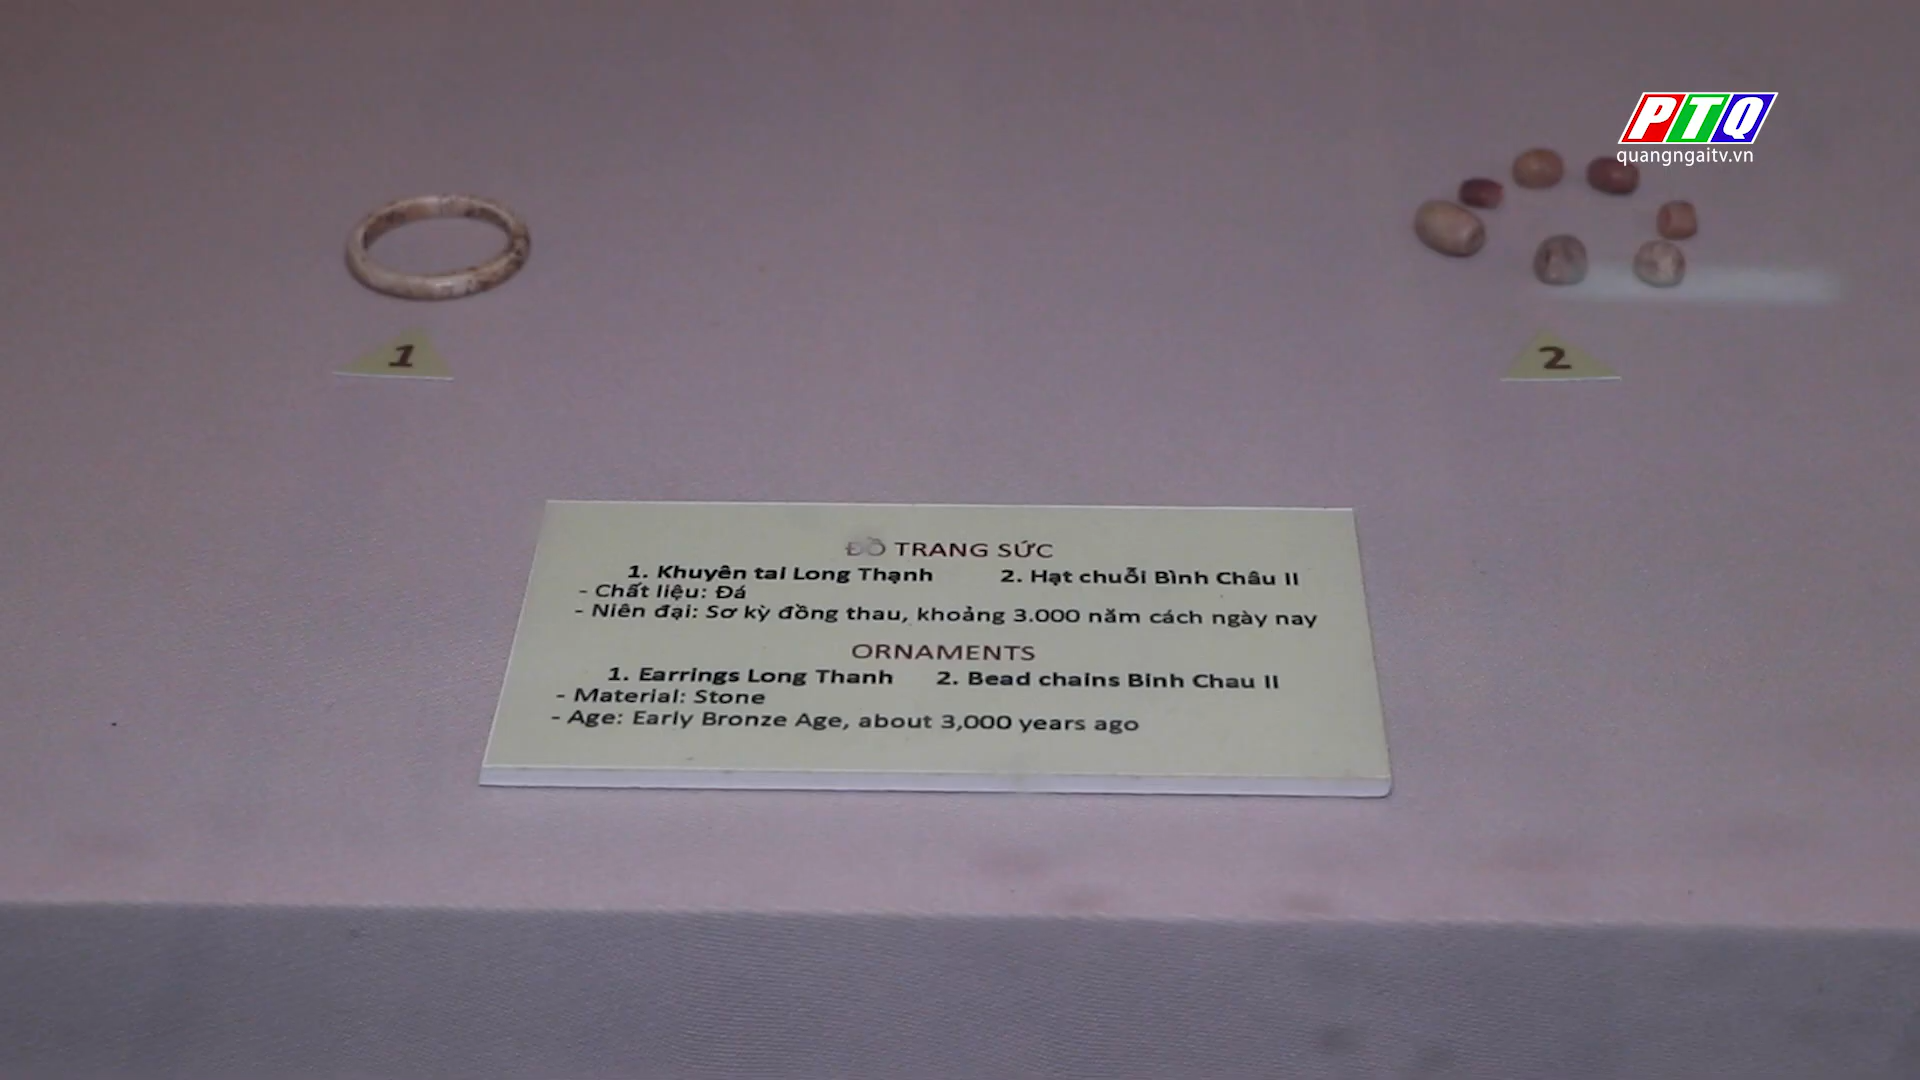 PTQ
quangngaitv.vn
1
2
ĐỒ TRANG SỨC
1. Khuyên tai Long Thạnh 2. Hạt chuỗi Bình Châu II
- Chất liệu: Đá
- Niên đại: Sơ kỳ đồng thau, khoảng 3.000 năm cách ngày nay
ORNAMENTS
1. Earrings Long Thanh 2. Bead chains Binh Chau II
- Material: Stone
- Age: Early Bronze Age, about 3,000 years ago